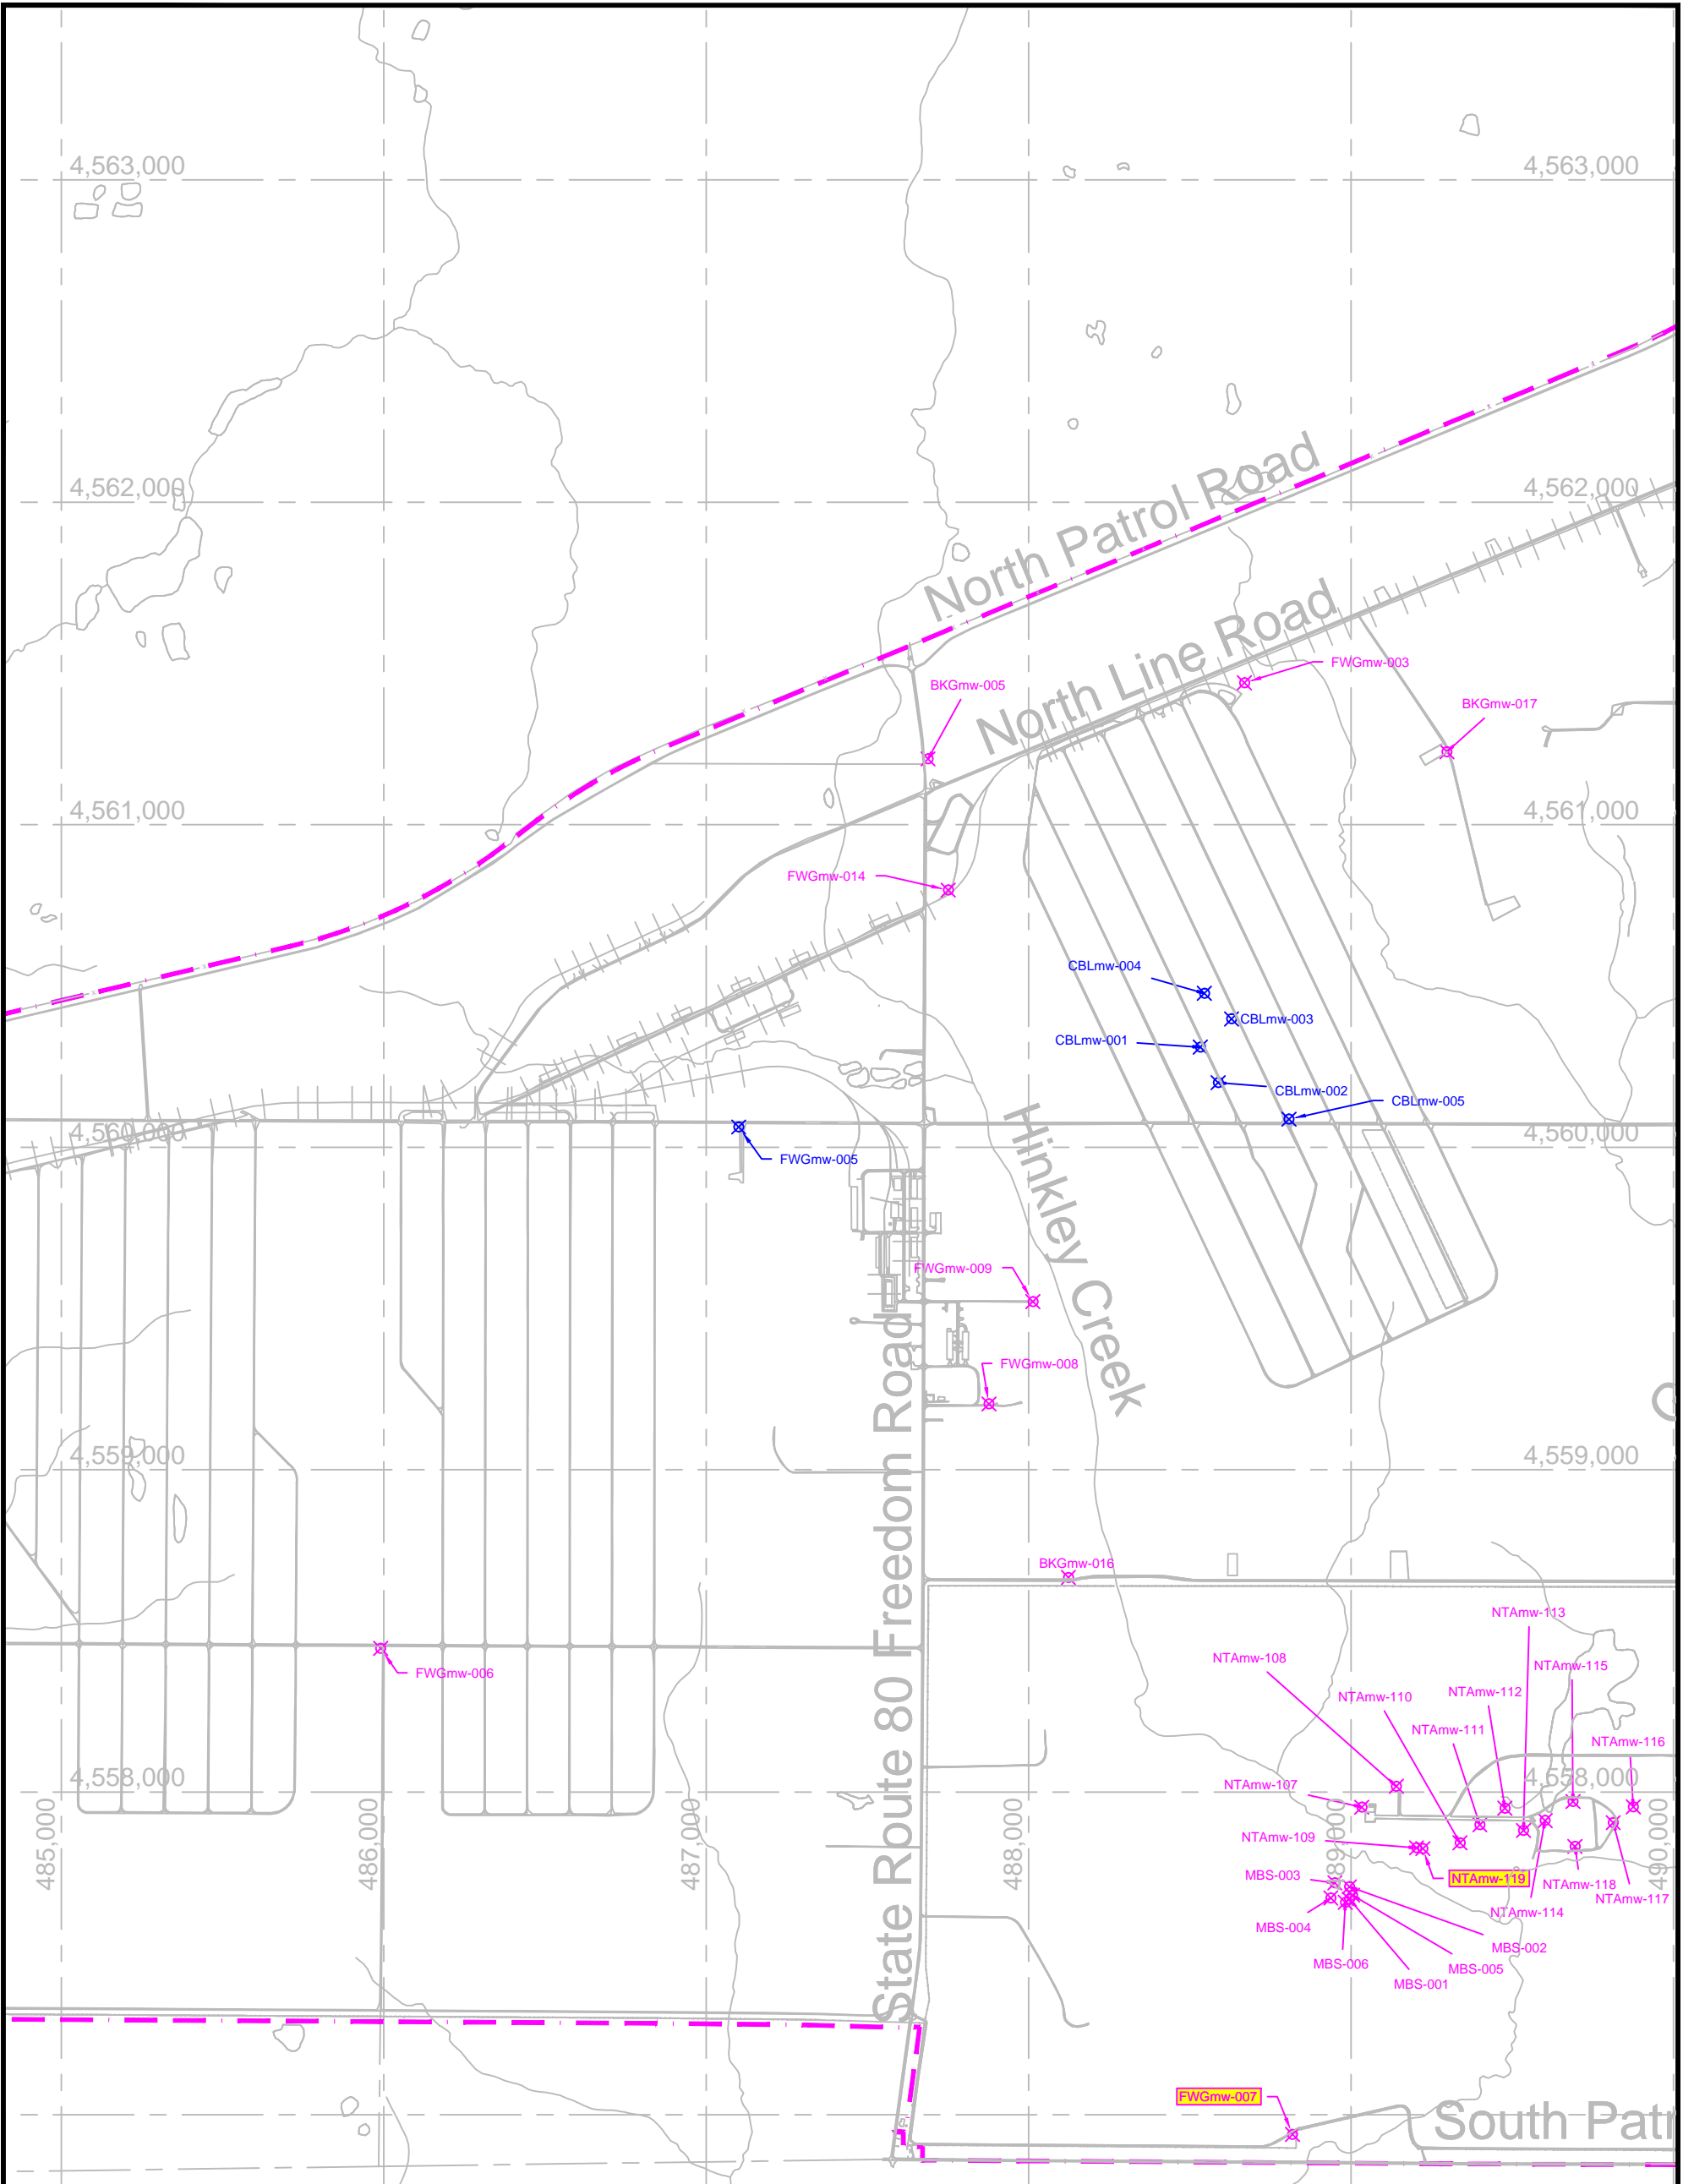 4,563,000
4,563,000
4,562,000
4,562,000
North Patrol Road
North Line Road
FWGmw-003
BKGmw-005
BKGmw-017
4,561,000
4,561,000
FWGmw-014
CBLmw-004
CBLmw-003
CBLmw-001
CBLmw-002
CBLmw-005
4,560,000
4,560,000
FWGmw-005
Hinkley Creek
FWGmw-009
FWGmw-008
4,559,000
4,559,000
State Route 80 Freedom Road
BKGmw-016
NTAmw-113
NTAmw-108
NTAmw-115
FWGmw-006
NTAmw-112
NTAmw-110
NTAmw-111
NTAmw-116
4,558,000
4,558,000
NTAmw-107
485,000
486,000
487,000
488,000
489,000
490,000
NTAmw-109
MBS-003
NTAmw-119
NTAmw-118
NTAmw-117
NTAmw-114
MBS-004
MBS-002
MBS-006
MBS-005
MBS-001
FWGmw-007
South Patr